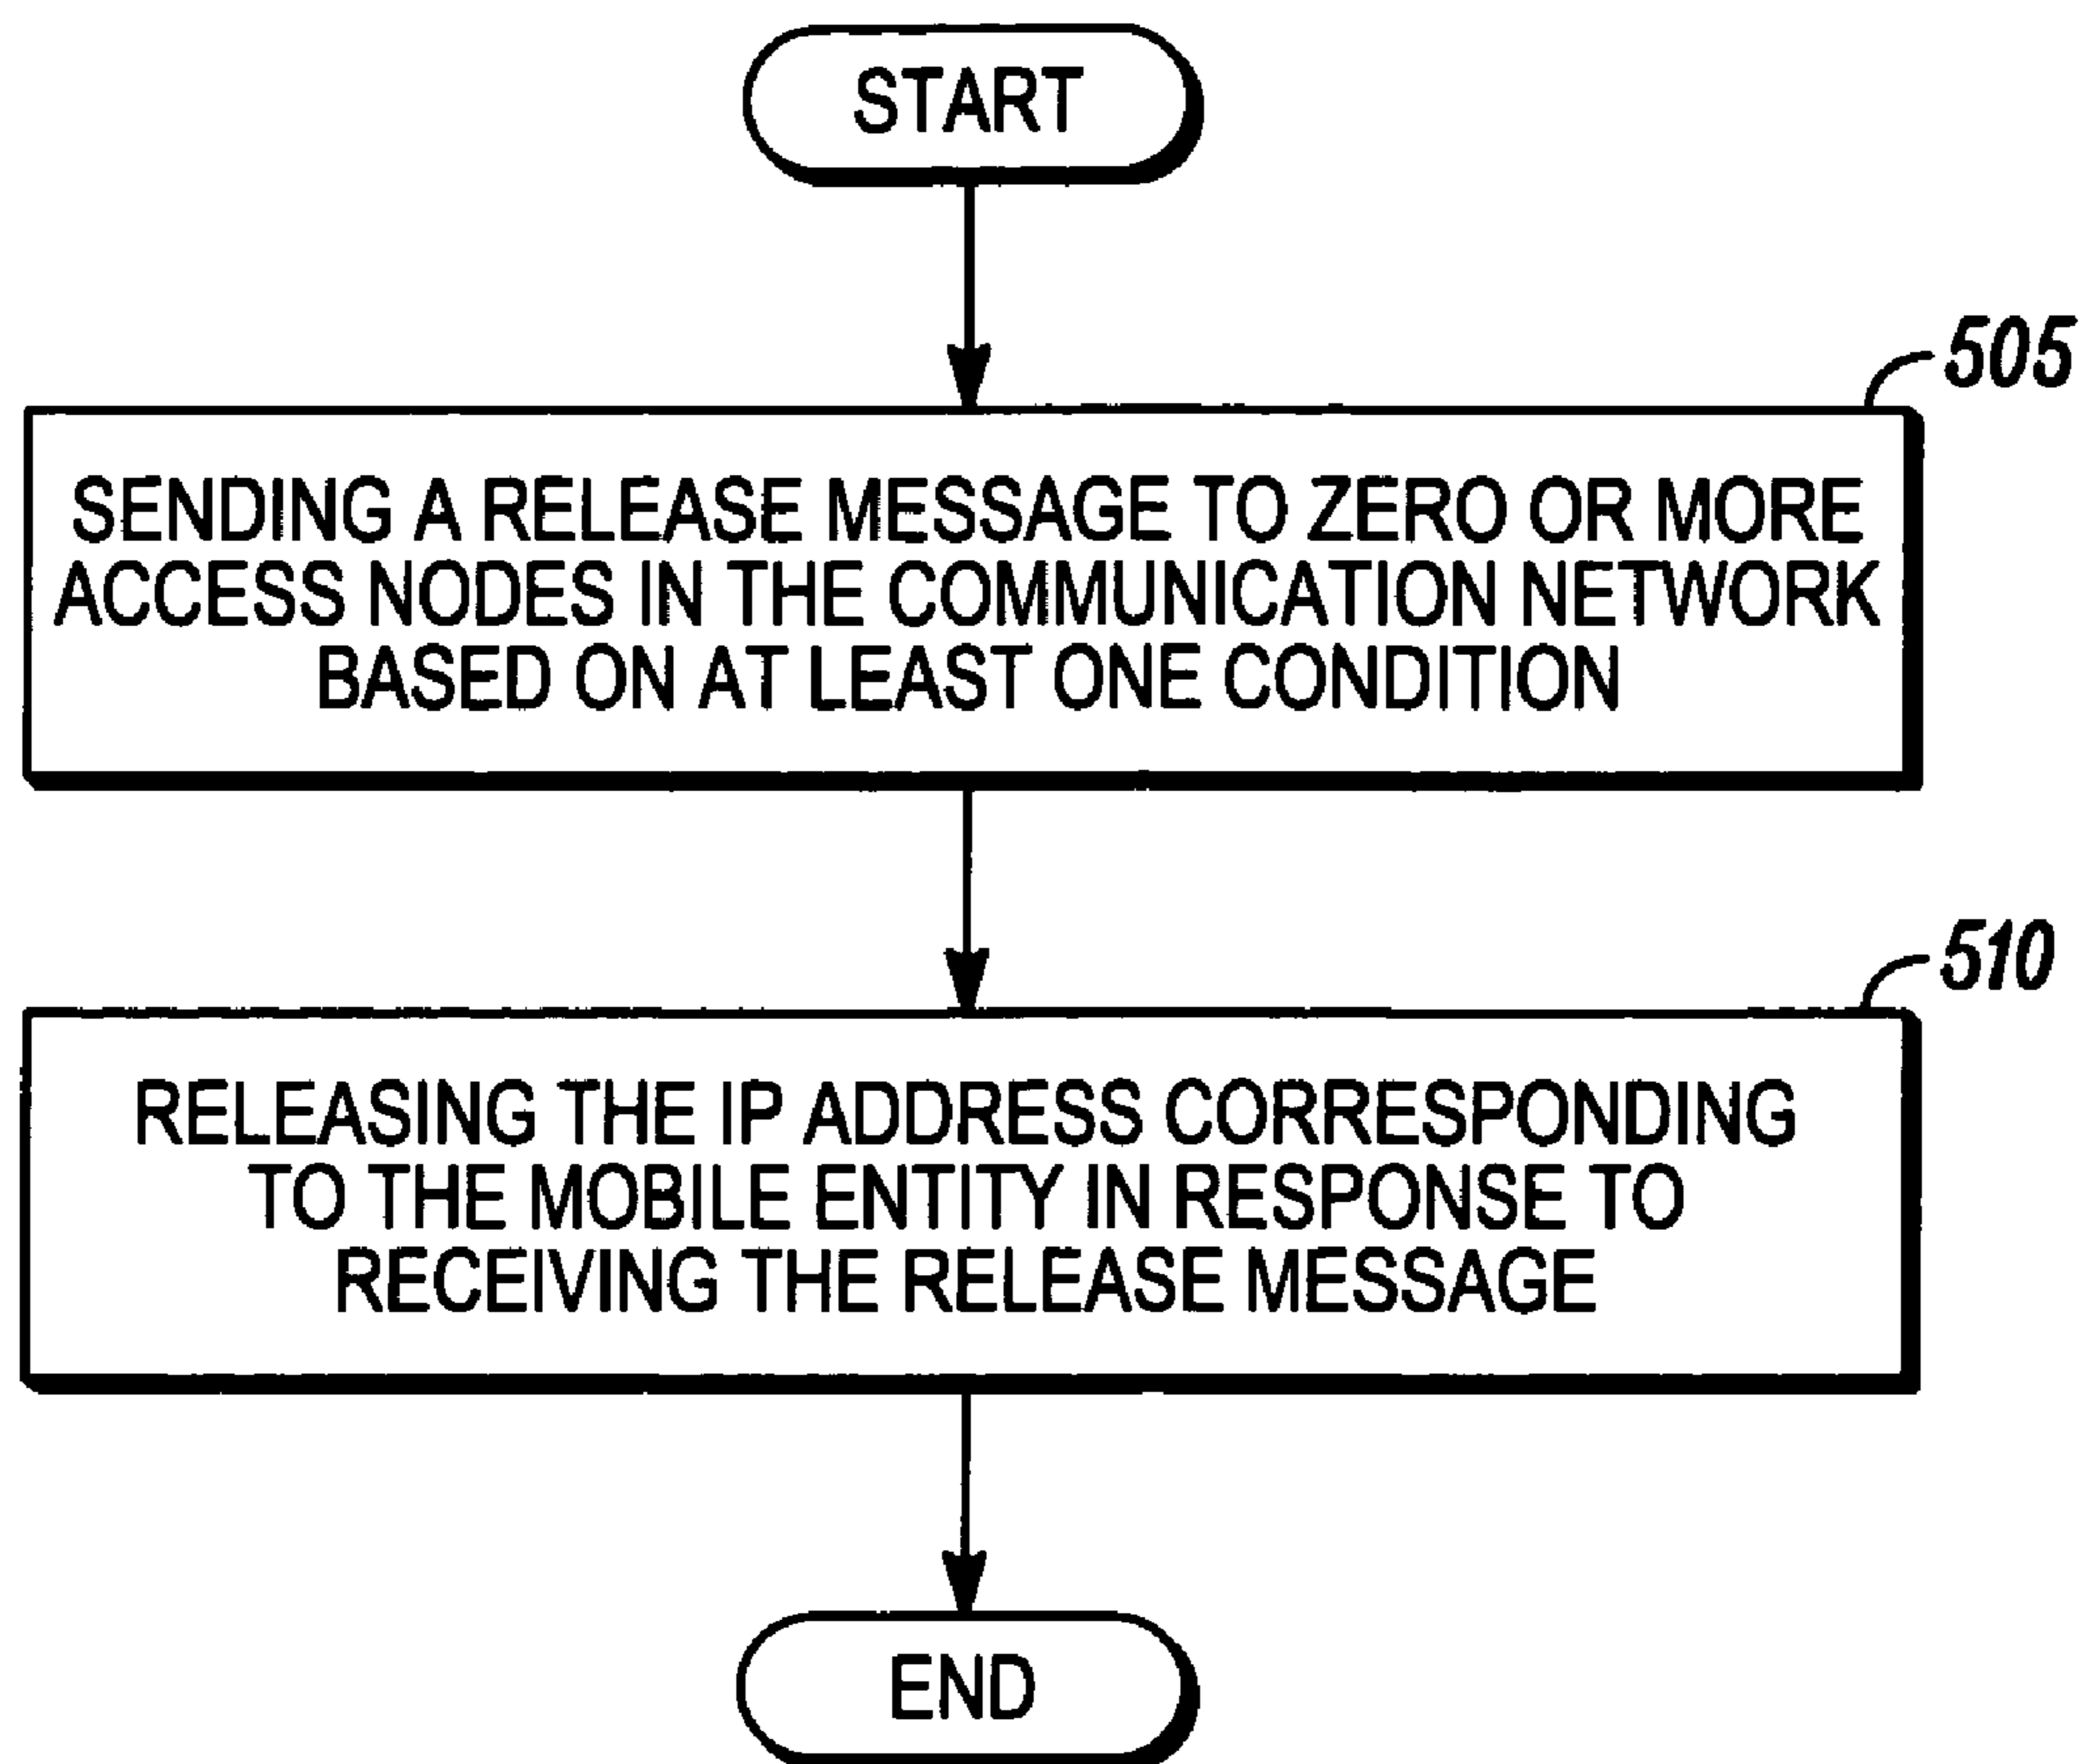 START
505
SENDING A RELEASE MESSAGE TO ZERO OR MORE
ACCESS NODES IN THE COMMUNICATION NETWORK
BASED ON AT LEAST ONE CONDITION
510
RELEASING THE IP ADDRESS CORRESPONDING
TO THE MOBILE ENTITY IN RESPONSE TO
RECEIVING THE RELEASE MESSAGE
END